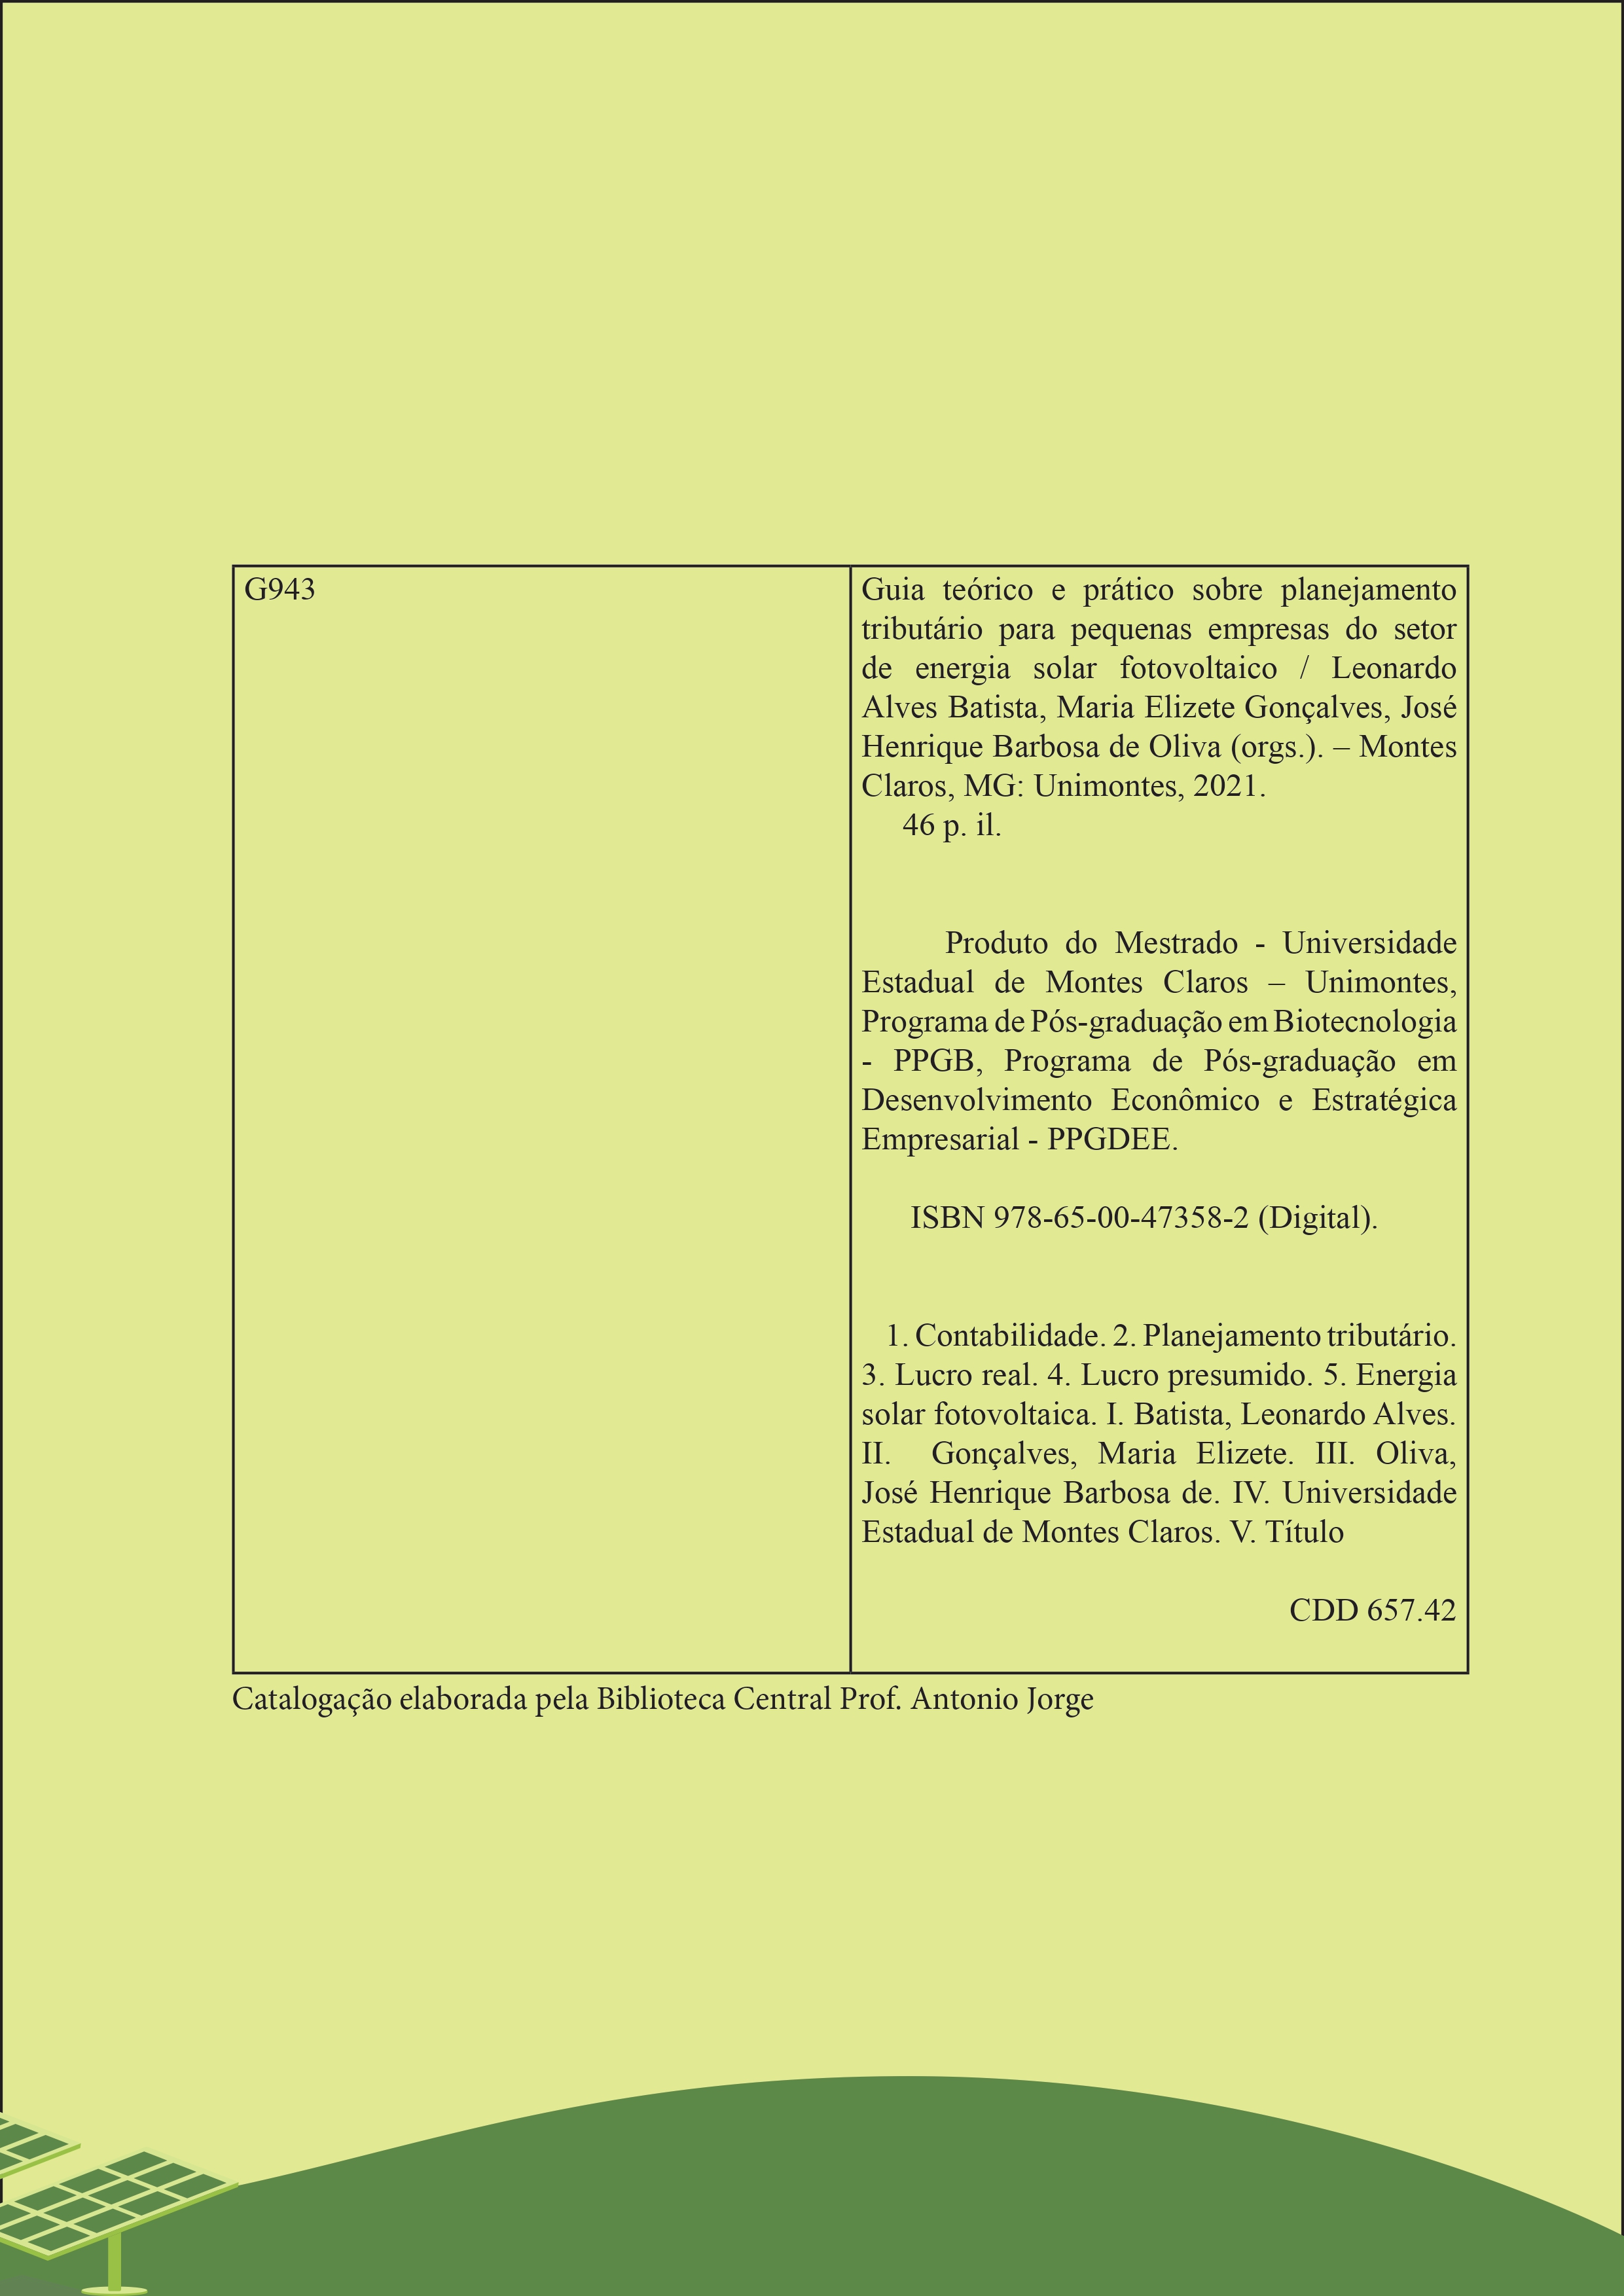 G943
Guia teórico e prático sobre planejamento
tributário para pequenas empresas do setor
de energia solar fotovoltaico / Leonardo
Alves Batista, Maria Elizete Gonçalves, José
Henrique Barbosa de Oliva (orgs.). – Montes
Claros, MG: Unimontes, 2021.
46 p. il.
Produto do Mestrado - Universidade
Estadual de Montes Claros – Unimontes,
Programa de Pós-graduação em Biotecnologia
- PPGB, Programa de Pós-graduação em
Desenvolvimento Econômico e Estratégica
Empresarial - PPGDEE.
ISBN 978-65-00-47358-2 (Digital).
1. Contabilidade. 2. Planejamento tributário.
3. Lucro real. 4. Lucro presumido. 5. Energia
solar fotovoltaica. I. Batista, Leonardo Alves.
II. Gonçalves, Maria Elizete. III. Oliva,
José Henrique Barbosa de. IV. Universidade
Estadual de Montes Claros. V. Título
CDD 657.42
Catalogação elaborada pela Biblioteca Central Prof. Antonio Jorge